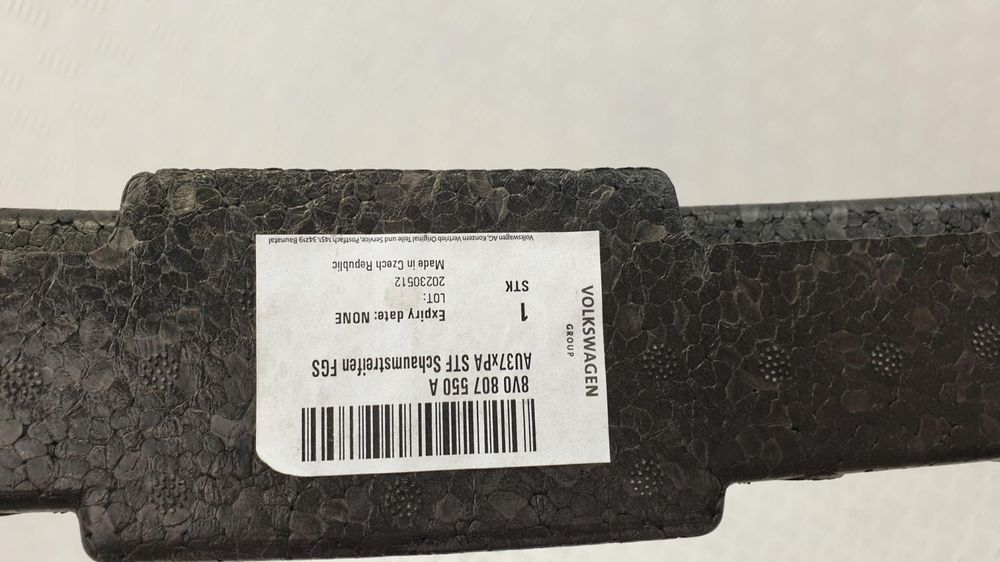 8V0 807 550 A
AU37xPA STF Schaumstreifen FGS
1
STK
Expiry date: NONE
LOT:
20230512
Made in Czech Republic
Volkswagen AG, Konzern Vertrieb Original Teile und Service, Postfach 1451, 34219 Baunatal
VOLKSWAGEN
GROUP